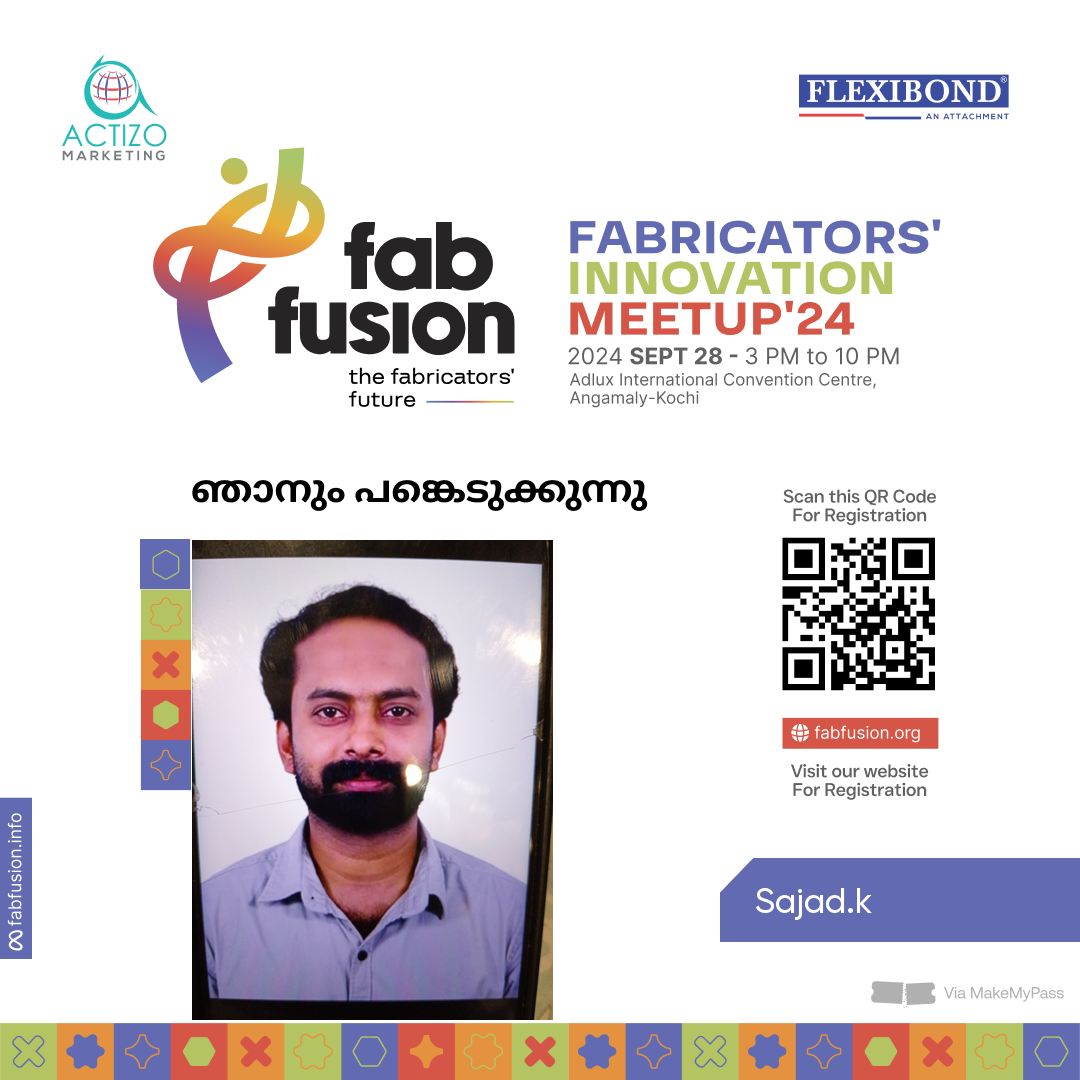 ACTIZO
MARKETING
FLEXIBOND®
AN ATTACHMENT
fab
fusion
the fabricators'
future
FABRICATORS'
INNOVATION
MEETUP'24
2024 SEPT 28 - 3 PM to 10 PM
Adlux International Convention Centre,
Angamaly-Kochi
ഞാനും പങ്കെടുക്കുന്നു
Scan this QR Code
For Registration
fabfusion.org
Visit our website
For Registration
fabfusion.info
Sajad.k
Via MakeMyPass